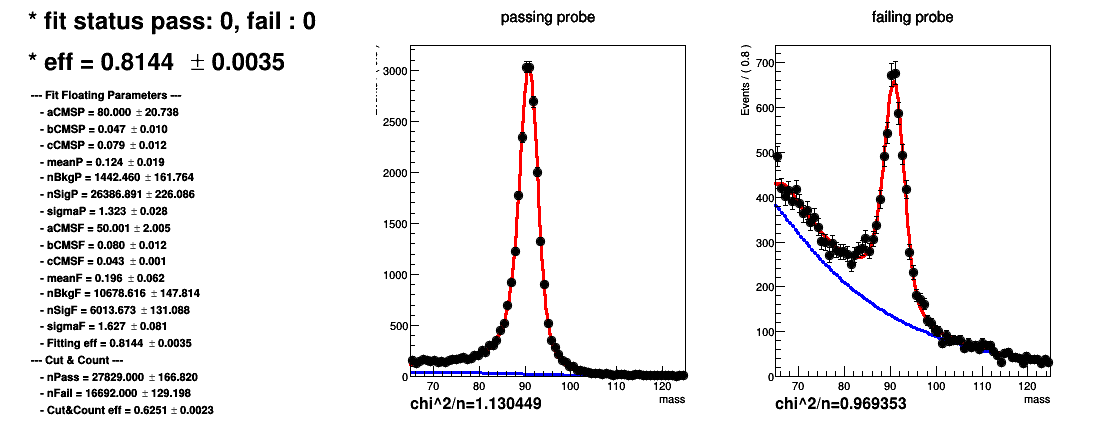 * fit status pass: 0, fail : 0
* eff = 0.8144 ± 0.0035
--- Fit Floating Parameters ---
- aCMSP = 80.000 ± 20.738
- bCMSP = 0.047 ± 0.010
- cCMSP = 0.079 ± 0.012
- meanP = 0.124 ± 0.019
- nBkgP = 1442.460 ± 161.764
- nSigP = 26386.891 ± 226.086
- sigmaP = 1.323 ± 0.028
- aCMSF = 50.001 ± 2.005
- bCMSF = 0.080 ± 0.012
- cCMSF = 0.043 ± 0.001
- meanF = 0.196 ± 0.062
- nBkgF = 10678.616 ± 147.814
- nSigF = 6013.673 ± 131.088
- sigmaF = 1.627 ± 0.081
- Fitting eff = 0.8144 ± 0.0035
--- Cut & Count ---
- nPass = 27829.000 ± 166.820
- nFail = 16692.000 ± 129.198
- Cut&Count eff = 0.6251 ± 0.0023
passing probe
3000
2500
2000
1500
1000
500
0
70 80 90 100 110 120
mass
chi^2/n=1.130449
failing probe
Events / ( 0.8 )
700
600
500
400
300
200
100
0
70 80 90 100 110 120
mass
chi^2/n=0.969353